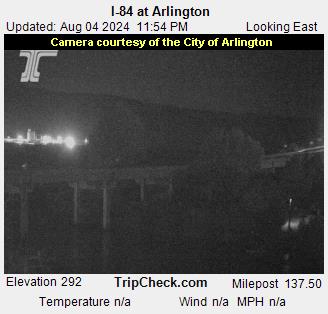 I-84 at Arlington
Updated: Aug 04 2024 11:54 PM Looking East
Camera courtesy of the City of Arlington
Elevation 292 TripCheck.com Milepost 137.50
Temperature n/a Wind n/a MPH n/a